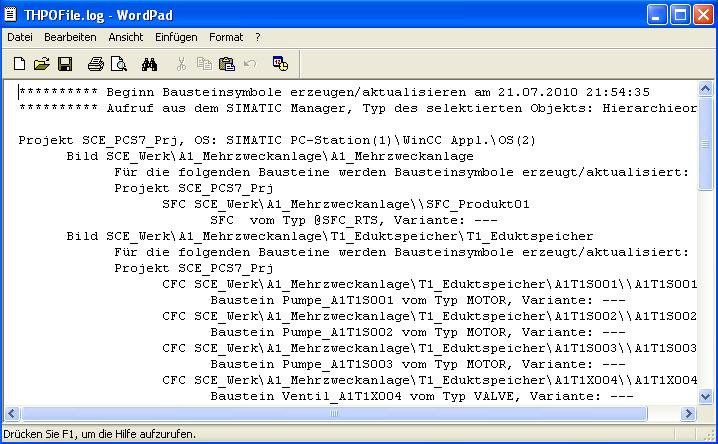 THPOFile.log - WordPad
Datei Bearbeiten Ansicht Einfügen Format ?
********** Beginn Bausteinsymbole erzeugen/aktualisieren am 21.07.2010 21:54:35
********** Aufruf aus dem SIMATIC Manager, Typ des selektierten Objekts: Hierarchieor
Projekt SCE_PCS7_Prj, OS: SIMATIC PC-Station(1)\WinCC Appl.\OS(2)
Bild SCE_Werk\A1_Mehrzweckanlage\A1_Mehrzweckanlage
Für die folgenden Bausteine werden Bausteinsymbole erzeugt/aktualisiert:
Projekt SCE_PCS7_Prj
SFC SCE_Werk\A1_Mehrzweckanlage\\SFC_Produkt01
SFC  vom Typ @SFC_RTS, Variante: ---
Bild SCE_Werk\A1_Mehrzweckanlage\T1_Eduktspeicher\T1_Eduktspeicher
Für die folgenden Bausteine werden Bausteinsymbole erzeugt/aktualisiert:
Projekt SCE_PCS7_Prj
CFC SCE_Werk\A1_Mehrzweckanlage\T1_Eduktspeicher\A1T1S001\\A1T1S001
Baustein Pumpe_A1T1S001 vom Typ MOTOR, Variante: ---
CFC SCE_Werk\A1_Mehrzweckanlage\T1_Eduktspeicher\A1T1S002\\A1T1S002
Baustein Pumpe_A1T1S002 vom Typ MOTOR, Variante: ---
CFC SCE_Werk\A1_Mehrzweckanlage\T1_Eduktspeicher\A1T1S003\\A1T1S003
Baustein Pumpe_A1T1S003 vom Typ MOTOR, Variante: ---
CFC SCE_Werk\A1_Mehrzweckanlage\T1_Eduktspeicher\A1T1X004\\A1T1X004
Baustein Ventil_A1T1X004 vom Typ VALVE, Variante: ---
Drücken Sie F1, um die Hilfe aufzurufen.